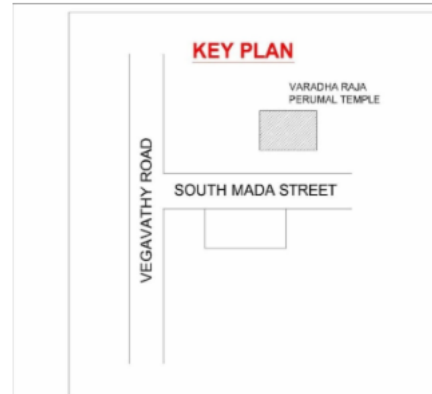 KEY PLAN
VARADHA RAJA
PERUMAL TEMPLE
SOUTH MADA STREET
VEGAVATHY ROAD